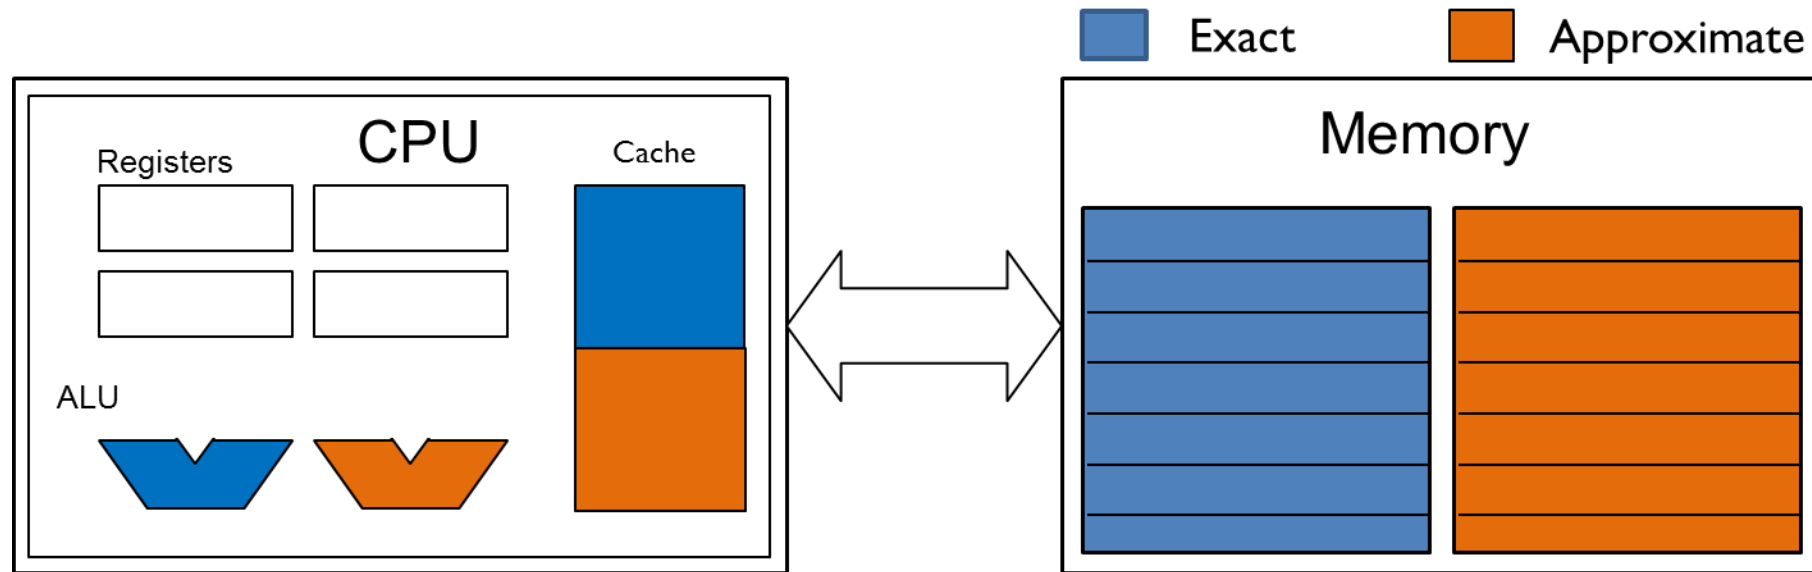 Exact
Approximate
CPU
Registers
Cache
ALU
Memory